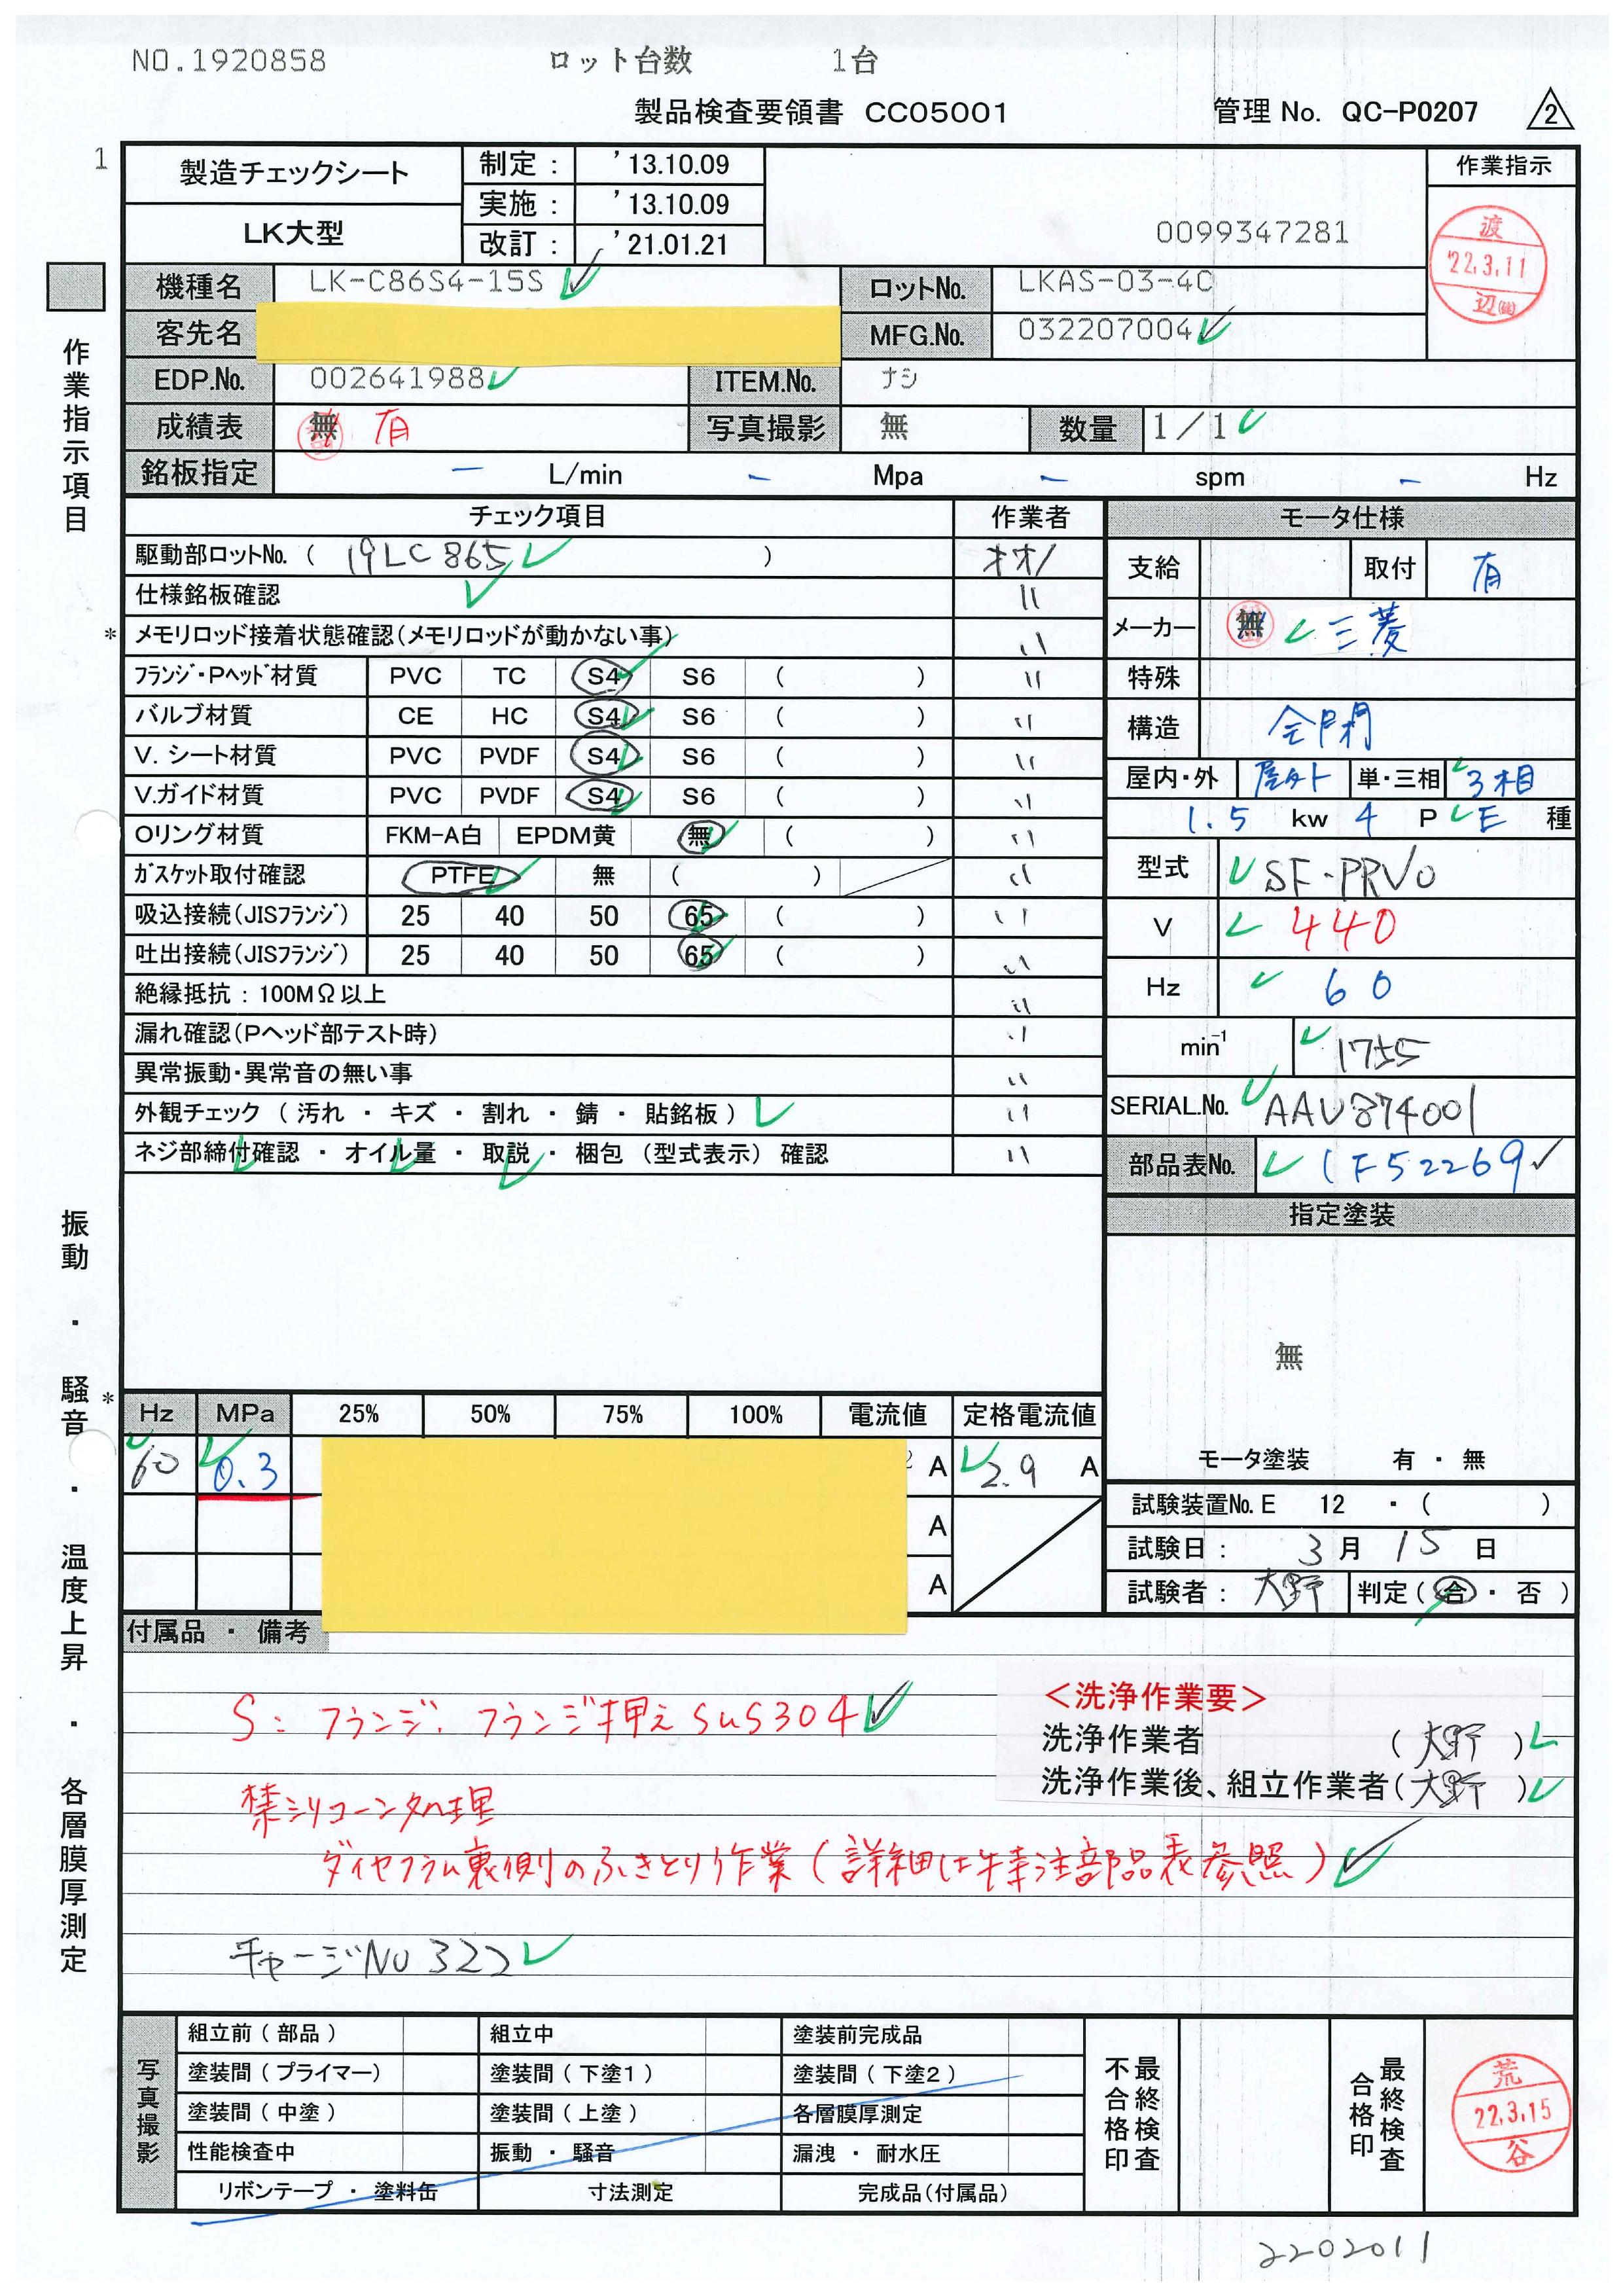 NO.1920858 ロット台数 1台
製品検査要領書 CC05001 管理 No. QC-P0207 2
1
製造チェックシート 制定： ’13.10.09 作業指示
実施： ’13.10.09
LK大型 改訂： ’21.01.21 0099347281
渡 '22.3.11 辺
機種名 LK-C86S4-15S ロットNo. LKAS-03-4C
客先名 MFG.No. 032207004
EDP.No. 002641988 ITEM.No. ナシ
成績表 無 有 写真撮影 無 数量 1／1
銘板指定 － L/min － Mpa － spm － Hz
作業指示項目
チェック項目 作業者 モータ仕様
駆動部ロットNo.（ 19LC865 ） オオノ
支給 取付 有
仕様銘板確認 〃
＊ メモリロッド接着状態確認（メモリロッドが動かない事） 〃
メーカー 無 三菱
フランジ・Pヘッド材質 PVC TC S4 S6 （ ） 〃
特殊
バルブ材質 CE HC S4 S6 （ ） 〃
構造 全閉
V. シート材質 PVC PVDF S4 S6 （ ） 〃
屋内・外 屋外 単・三相 3相
V.ガイド材質 PVC PVDF S4 S6 （ ） 〃
1.5 kw 4 P E 種
Oリング材質 FKM-A白 EPDM黄 無 （ ） 〃
ガスケット取付確認 PTFE 無 （ ） 〃
型式 SF-PRVO
吸込接続（JISフランジ） 25 40 50 65 （ ） 〃
V 440
吐出接続（JISフランジ） 25 40 50 65 （ ） 〃
絶縁抵抗：100MΩ以上 〃
Hz 60
漏れ確認（Pヘッド部テスト時） 〃
min-1 1755
異常振動・異常音の無い事 〃
外観チェック（ 汚れ ・ キズ ・ 割れ ・ 錆 ・ 貼銘板 ） 〃
SERIAL.No. AAV874001
ネジ部締付確認 ・ オイル量 ・ 取説 ・ 梱包 （型式表示） 確認 〃
部品表No. (F52269
指定塗装
無
振動 ・ 騒音 ・ 温度上昇 ・ 各層膜厚測定
＊ Hz MPa 25% 50% 75% 100% 電流値 定格電流値
60 0.3 A 2.9 A
A
A
モータ塗装 有 ・ 無
試験装置No. E 12 ・（ ）
試験日： 3 月 15 日
試験者： 大野 判定（ 合 ・ 否 ）
付属品 ・ 備考
S: フランジ. フランジ押え SuS304
＜洗浄作業要＞
洗浄作業者 （ 大野 ）
洗浄作業後、組立作業者（ 大野 ）
禁シリコーン処理
ダイヤフラム裏側のふきとり作業（詳細は特注部品表参照）
チャージNo 322
写真撮影
組立前（ 部品 ） 組立中 塗装前完成品
塗装間（ プライマー） 塗装間（ 下塗1 ） 塗装間（ 下塗2 ）
塗装間（ 中塗 ） 塗装間（ 上塗 ） 各層膜厚測定
性能検査中 振動 ・ 騒音 漏洩 ・ 耐水圧
リボンテープ ・ 塗料缶 寸法測定 完成品（付属品）
最終検査不合格印
最終検査合格印
荒 22.3.15 谷
2202011